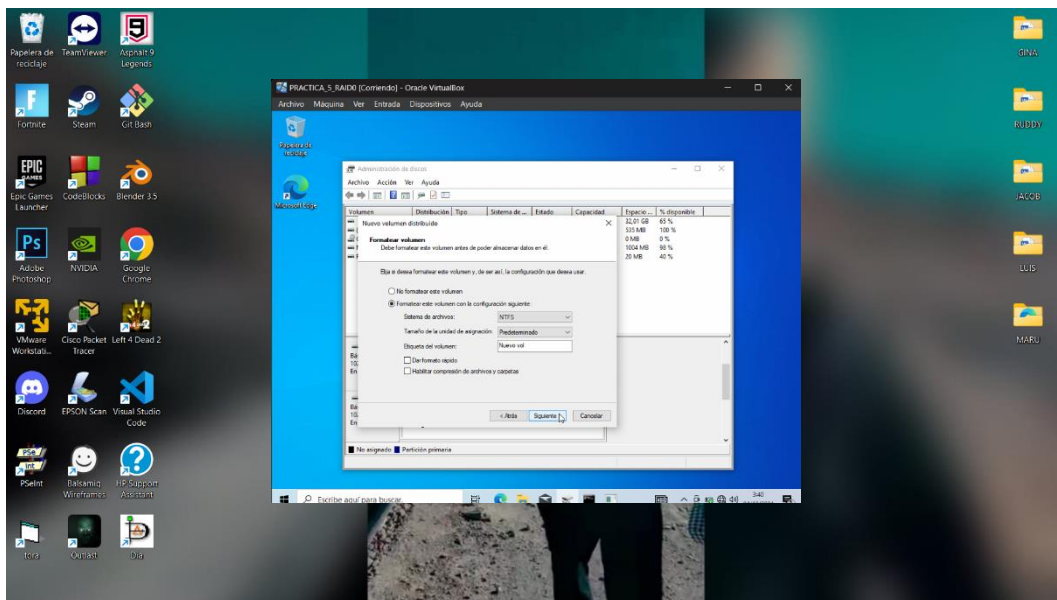 Papelera de
reciclaje
TeamViewer
Asphalt 9
Legends
Fortnite
Steam
Git Bash
Epic Games
Launcher
CodeBlocks
Blender 3.5
Adobe
Photoshop
NVIDIA
Google
Chrome
VMware
Workstati...
Cisco Packet
Tracer
Left 4 Dead 2
Discord
EPSON Scan
Visual Studio
Code
PSeInt
Balsamiq
Wireframes
HP Support
Assistant
tora
Outlast
Dia
GINA
RUDDY
JACOB
LUIS
MARU
PRACTICA_5_RAID0 [Corriendo] - Oracle VirtualBox
Archivo Máquina Ver Entrada Dispositivos Ayuda
Papelera de
reciclaje
Microsoft Edge
Administración de discos
Archivo Acción Ver Ayuda
Volumen Distribución Tipo Sistema de ... Estado Capacidad Espacio ... % disponible
32,01 GB 65 %
535 MB 100 %
0 MB 0 %
1004 MB 98 %
20 MB 40 %
Nuevo volumen distribuido
Formatear volumen
Debe formatear este volumen antes de poder almacenar datos en él.
Elija si desea formatear este volumen y, de ser así, la configuración que desea usar.
No formatear este volumen
Formatear este volumen con la configuración siguiente:
Sistema de archivos: NTFS
Tamaño de la unidad de asignación: Predeterminado
Etiqueta del volumen: Nuevo vol
Dar formato rápido
Habilitar compresión de archivos y carpetas
< Atrás Siguiente > Cancelar
No asignado Partición primaria
Escribe aquí para buscar.
3:40